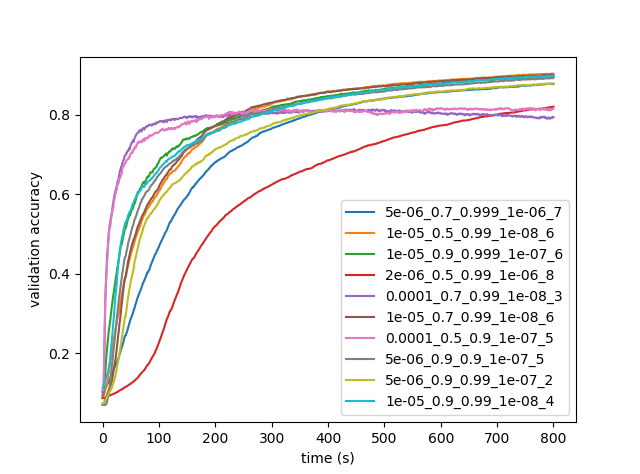 validation accuracy
0.8
0.6
0.4
0.2
5e-06_0.7_0.999_1e-06_7
1e-05_0.5_0.99_1e-08_6
1e-05_0.9_0.999_1e-07_6
2e-06_0.5_0.99_1e-06_8
0.0001_0.7_0.99_1e-08_3
1e-05_0.7_0.99_1e-08_6
0.0001_0.5_0.9_1e-07_5
5e-06_0.9_0.9_1e-07_5
5e-06_0.9_0.99_1e-07_2
1e-05_0.9_0.99_1e-08_4
0 100 200 300 400 500 600 700 800
time (s)